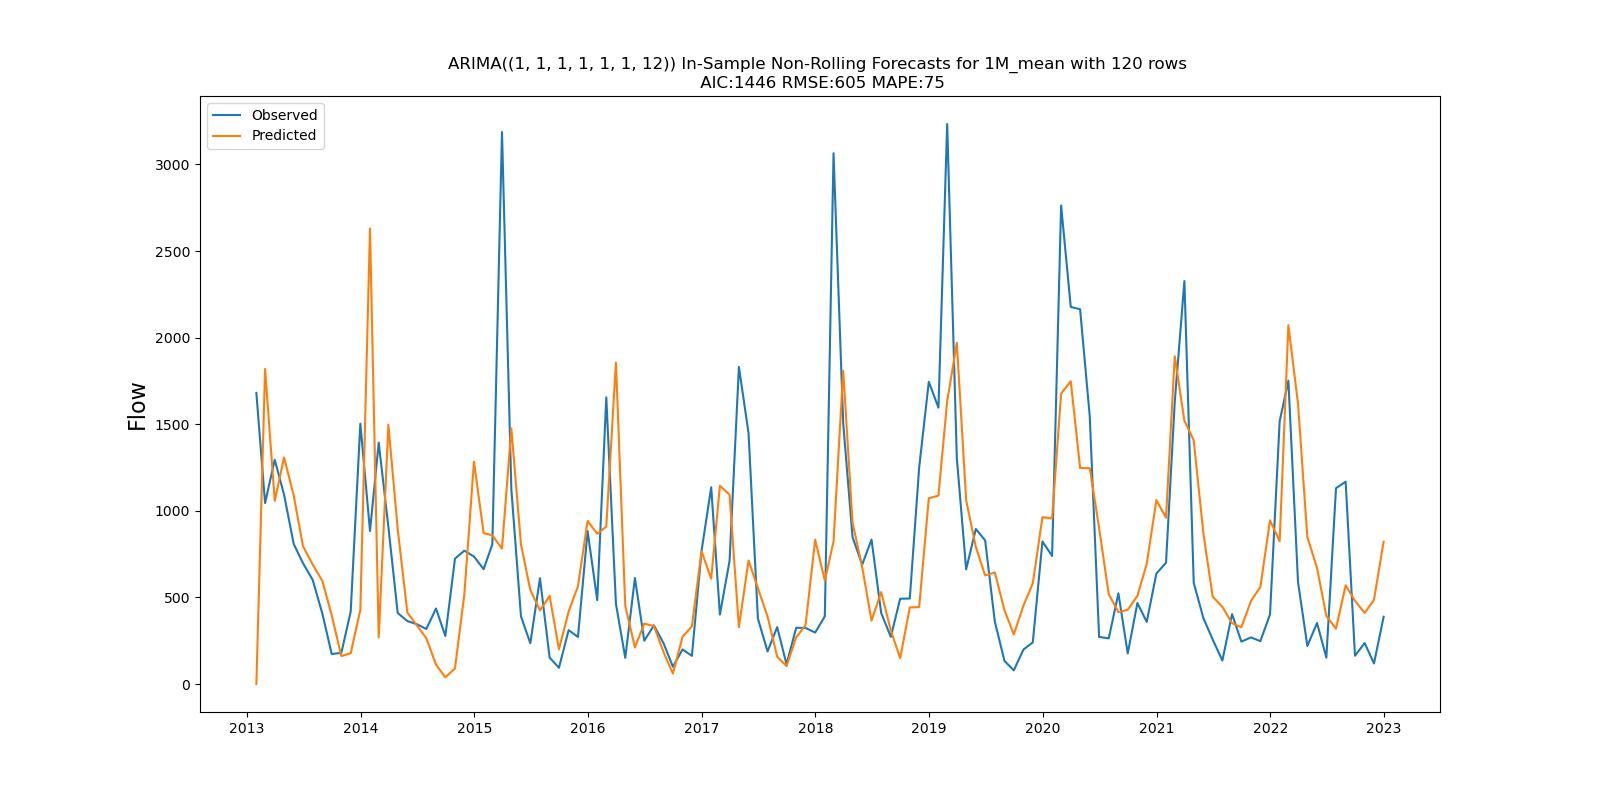 ARIMA((1, 1, 1, 1, 1, 1, 12)) In-Sample Non-Rolling Forecasts for 1M_mean with 120 rows
AIC:1446 RMSE:605 MAPE:75
Observed
Predicted
3000
2500
2000
1500
1000
500
0
Flow
2013 2014 2015 2016 2017 2018 2019 2020 2021 2022 2023